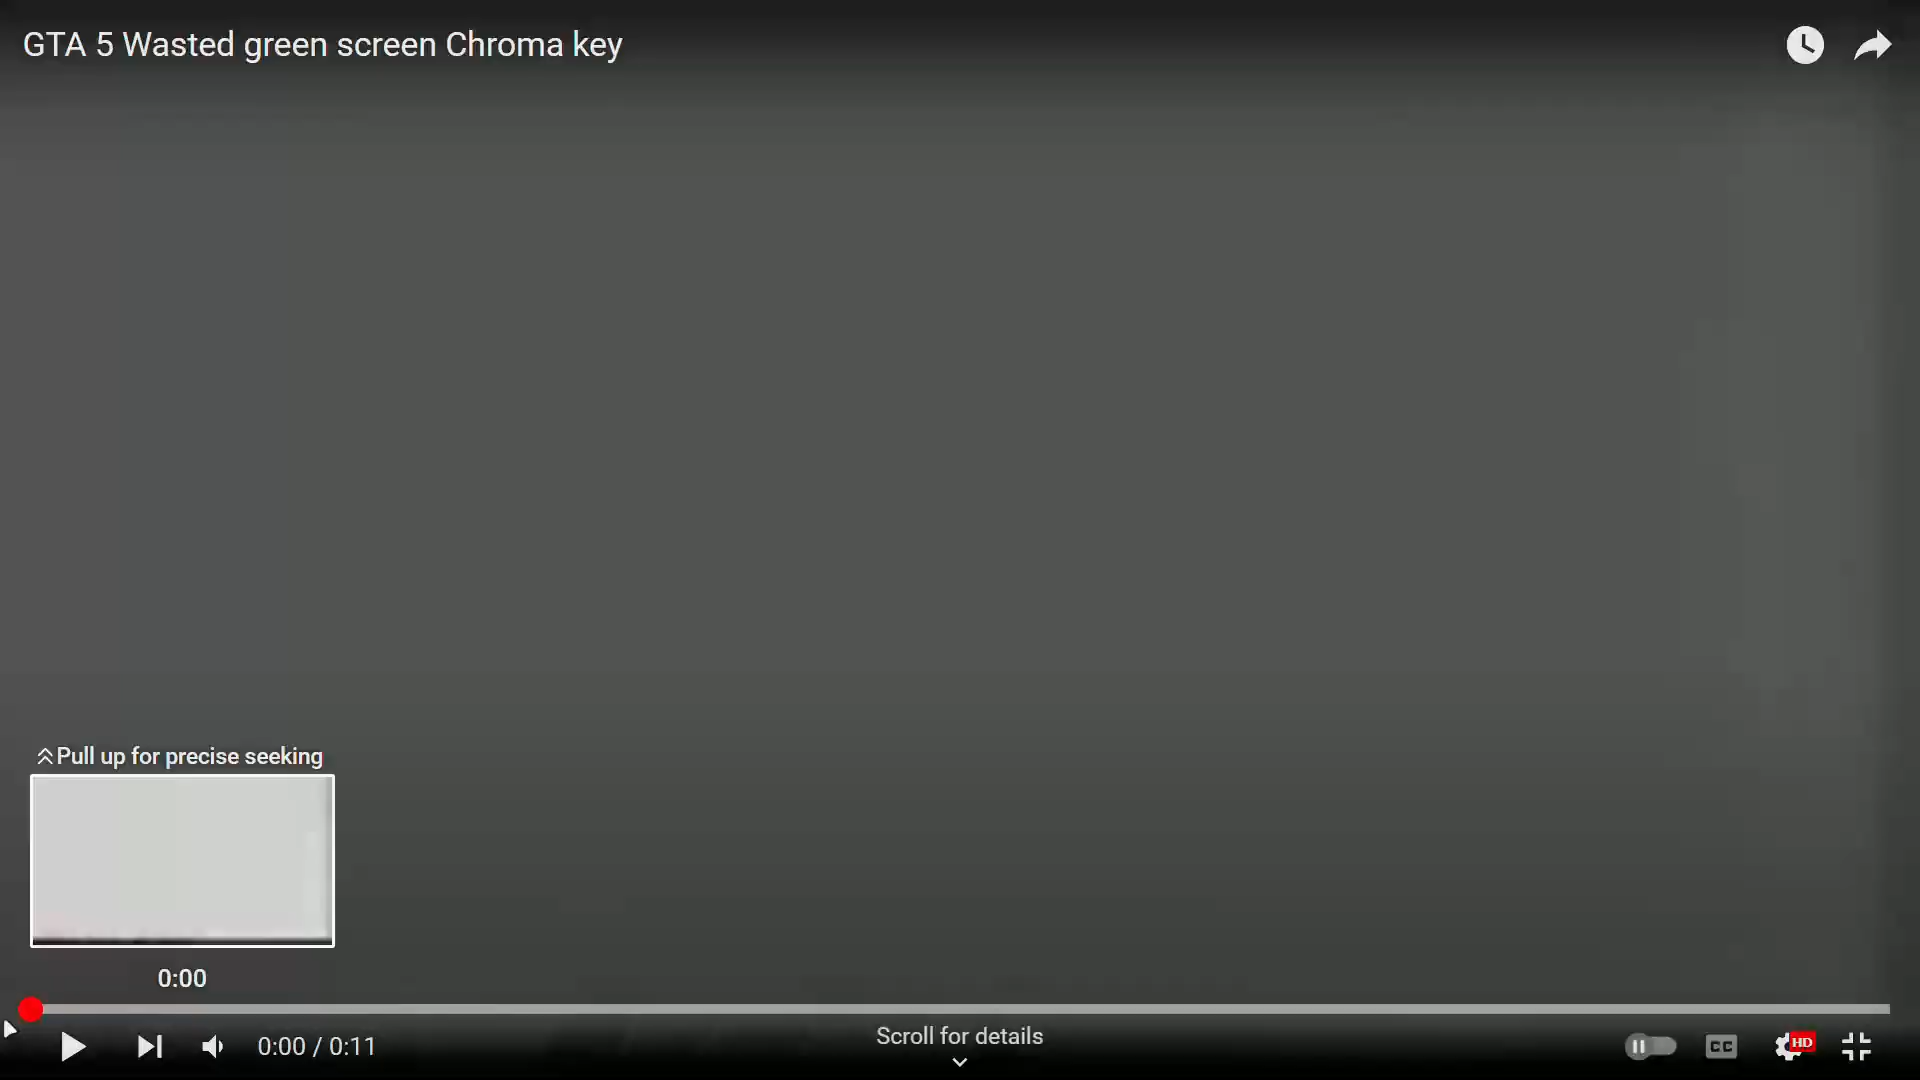 GTA 5 Wasted green screen Chroma key
Pull up for precise seeking
0:00
0:00 / 0:11
Scroll for details
CC
HD